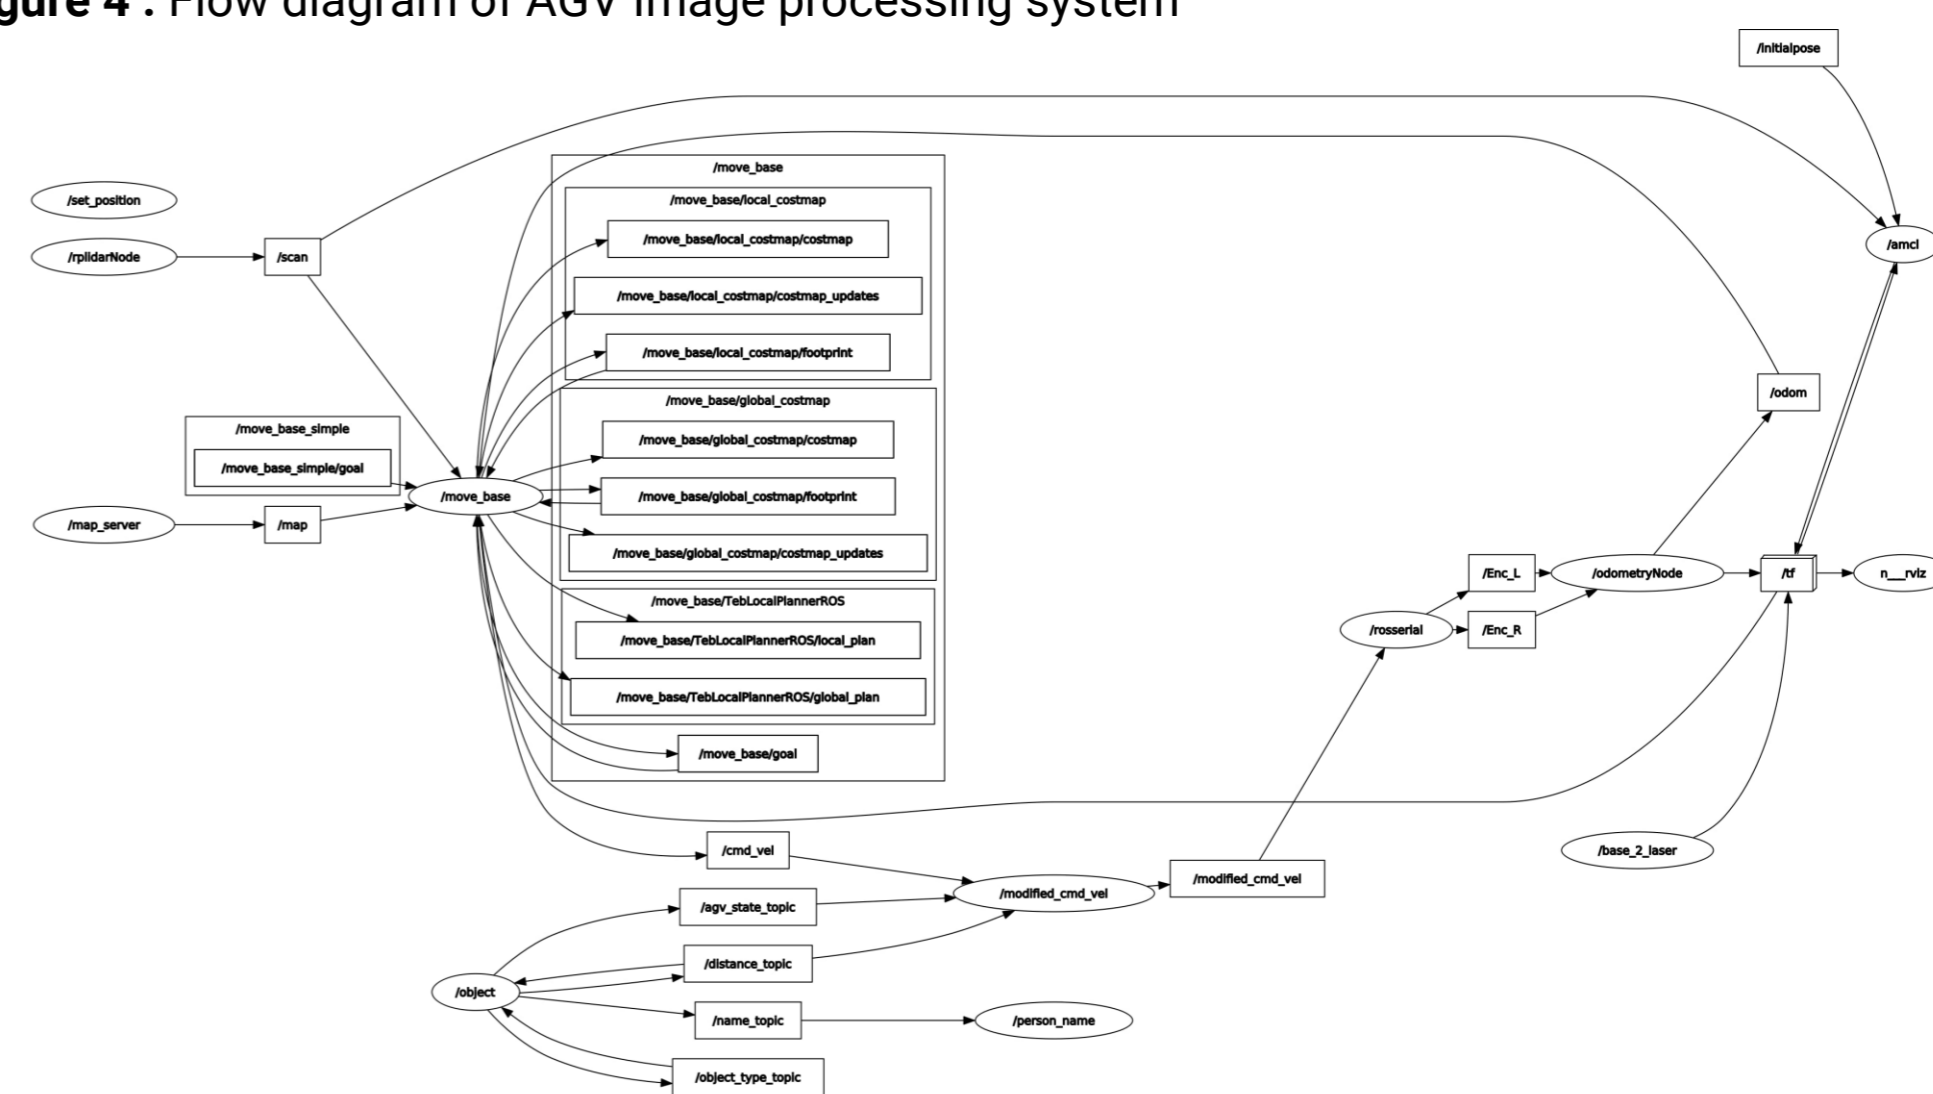 gure 4 : Flow diagram of AGV image processing system
/initialpose
/move_base
/set_position
/move_base/local_costmap
/move_base/local_costmap/costmap
/amcl
/rplidarNode
/scan
/move_base/local_costmap/costmap_updates
/move_base/local_costmap/footprint
/odom
/move_base/global_costmap
/move_base_simple
/move_base/global_costmap/costmap
/move_base_simple/goal
/move_base
/move_base/global_costmap/footprint
/map_server
/map
/move_base/global_costmap/costmap_updates
/Enc_L
/odometryNode
/tf
n__rviz
/move_base/TebLocalPlannerROS
/rosserial
/Enc_R
/move_base/TebLocalPlannerROS/local_plan
/move_base/TebLocalPlannerROS/global_plan
/move_base/goal
/cmd_vel
/base_2_laser
/modified_cmd_vel
/modified_cmd_vel
/agv_state_topic
/distance_topic
/object
/name_topic
/person_name
/object_type_topic